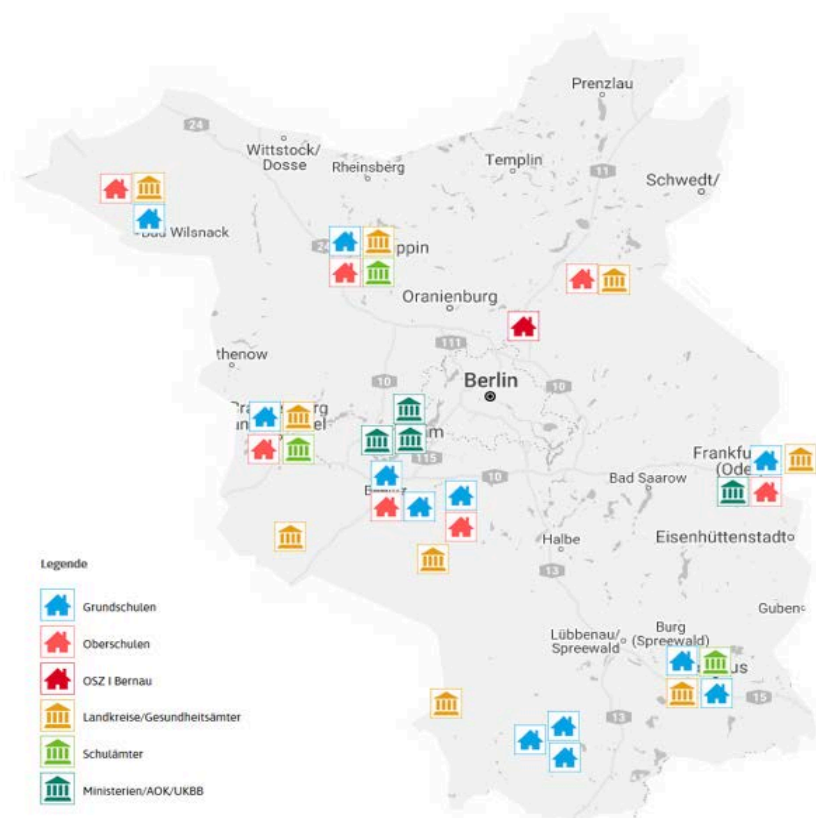 Prenzlau
24
Wittstock/
Dosse
Rheinsberg
Templin
11
Schwedt/
Bad Wilsnack
24
ppin
Oranienburg
111
thenow
10
Berlin
10
m
115
10
Frankfu
(Ode
Bad Saarow
Halbe
Eisenhüttenstadt
13
Guben
Burg
(Spreewald)
Lübbenau/
Spreewald
us
15
13
Legende
Grundschulen
Oberschulen
OSZ I Bernau
Landkreise/Gesundheitsämter
Schulämter
Ministerien/AOK/UKBB